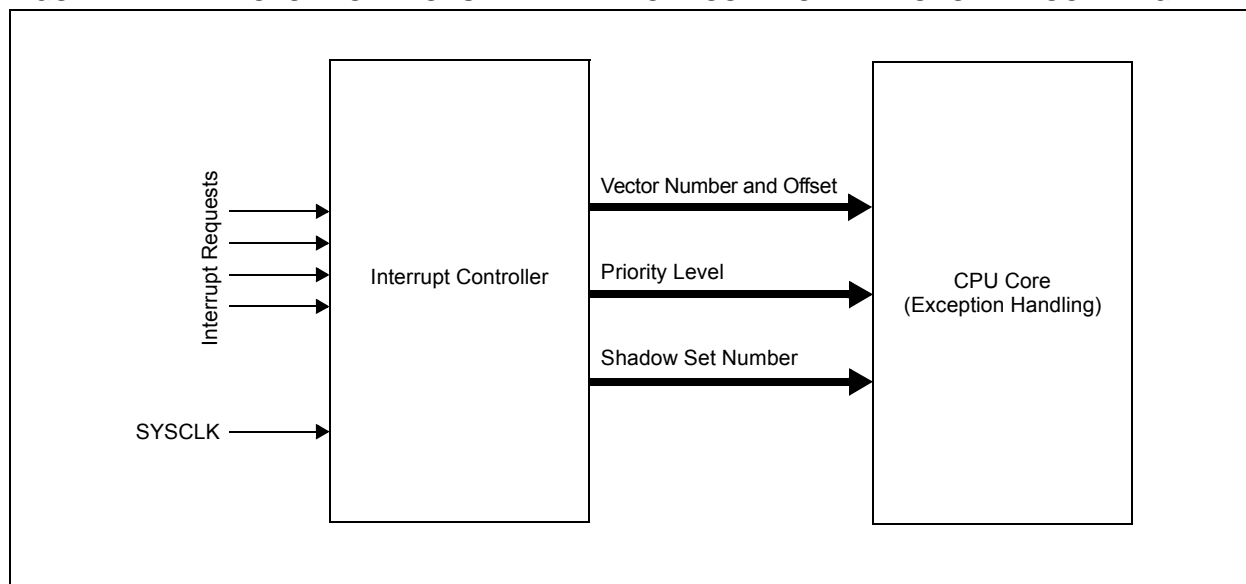 Interrupt Requests
SYSCLK
Interrupt Controller
Vector Number and Offset
Priority Level
Shadow Set Number
CPU Core
(Exception Handling)